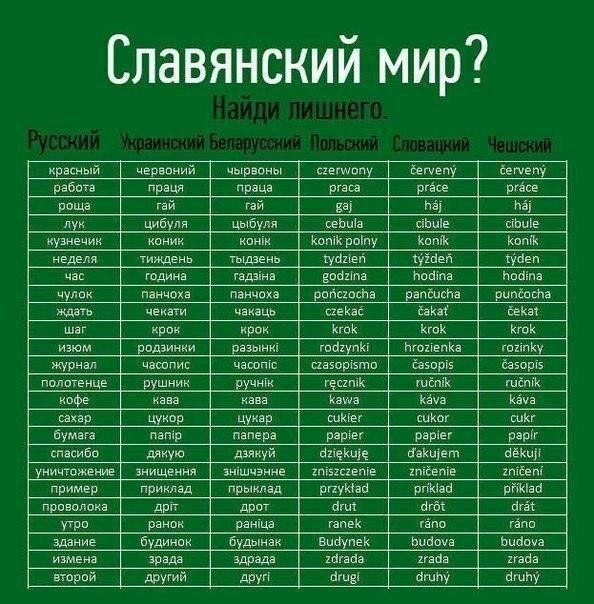 Славянский мир?
Найди лишнего.
Русский Украинский Беларусский Польский Словацкий Чешский
красный червоний чырвоны czerwony červený červený
работа праця праца praca práce práce
роща гай гай gaj háj háj
лук цибуля цыбуля cebula cibule cibule
кузнечик коник конік konik polny koník koník
неделя тиждень тыдзень tydzień týždeň týden
час година гадзіна godzina hodina hodina
чулок панчоха панчоха pończocha pančucha punčocha
ждать чекати чакаць czekać čakať čekat
шаг крок крок krok krok krok
изюм родзинки разынкі rodzynki hrozienka rozinky
журнал часопис часопіс czasopismo časopis časopis
полотенце рушник ручнік ręcznik ručník ručník
кофе кава кава kawa káva káva
сахар цукор цукар cukier cukor cukr
бумага папір папера papier papier papír
спасибо дякую дзякуй dziękuję ďakujem děkuji
уничтожение знищення знішчэнне zniszczenie zničenie zničení
пример приклад прыклад przykład príklad příklad
проволока дріт дрот drut drôt drát
утро ранок раніца ranek ráno ráno
здание будинок будынак Budynek budova budova
измена зрада здрада zdrada zrada zrada
второй другий другі drugi druhý druhý